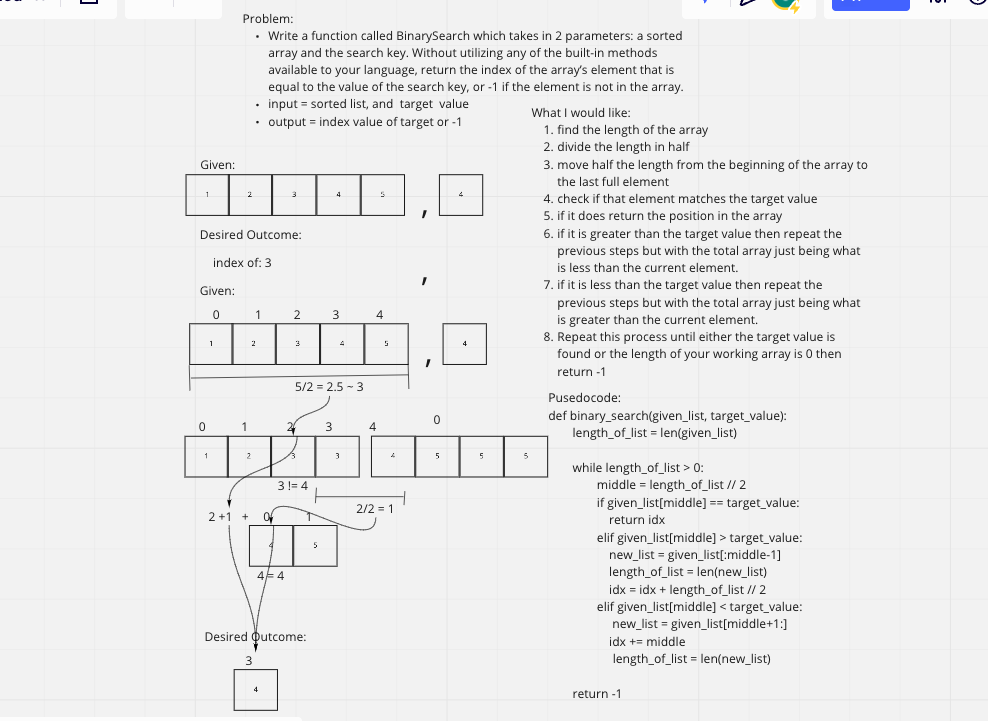 Problem:
• Write a function called BinarySearch which takes in 2 parameters: a sorted
array and the search key. Without utilizing any of the built-in methods
available to your language, return the index of the array's element that is
equal to the value of the search key, or -1 if the element is not in the array.
• input = sorted list, and target value
• output = index value of target or -1
What I would like:
1. find the length of the array
2. divide the length in half
3. move half the length from the beginning of the array to
the last full element
4. check if that element matches the target value
5. if it does return the position in the array
6. if it is greater than the target value then repeat the
previous steps but with the total array just being what
is less than the current element.
7. if it is less than the target value then repeat the
previous steps but with the total array just being what
is greater than the current element.
8. Repeat this process until either the target value is
found or the length of your working array is 0 then
return -1
Given:
1 2 3 4 5 , 4
Desired Outcome:
index of: 3
,
Given:
0 1 2 3 4
1 2 3 4 5 , 4
5/2 = 2.5 ~ 3
0 1 2 3 4 0
1 2 3 3 4 5 5 5
3 != 4
2/2 = 1
2 +1 + 0 1
4 5
4 = 4
Desired Outcome:
3
4
Pusedocode:
def binary_search(given_list, target_value):
length_of_list = len(given_list)
while length_of_list > 0:
middle = length_of_list // 2
if given_list[middle] == target_value:
return idx
elif given_list[middle] > target_value:
new_list = given_list[:middle-1]
length_of_list = len(new_list)
idx = idx + length_of_list // 2
elif given_list[middle] < target_value:
new_list = given_list[middle+1:]
idx += middle
length_of_list = len(new_list)
return -1